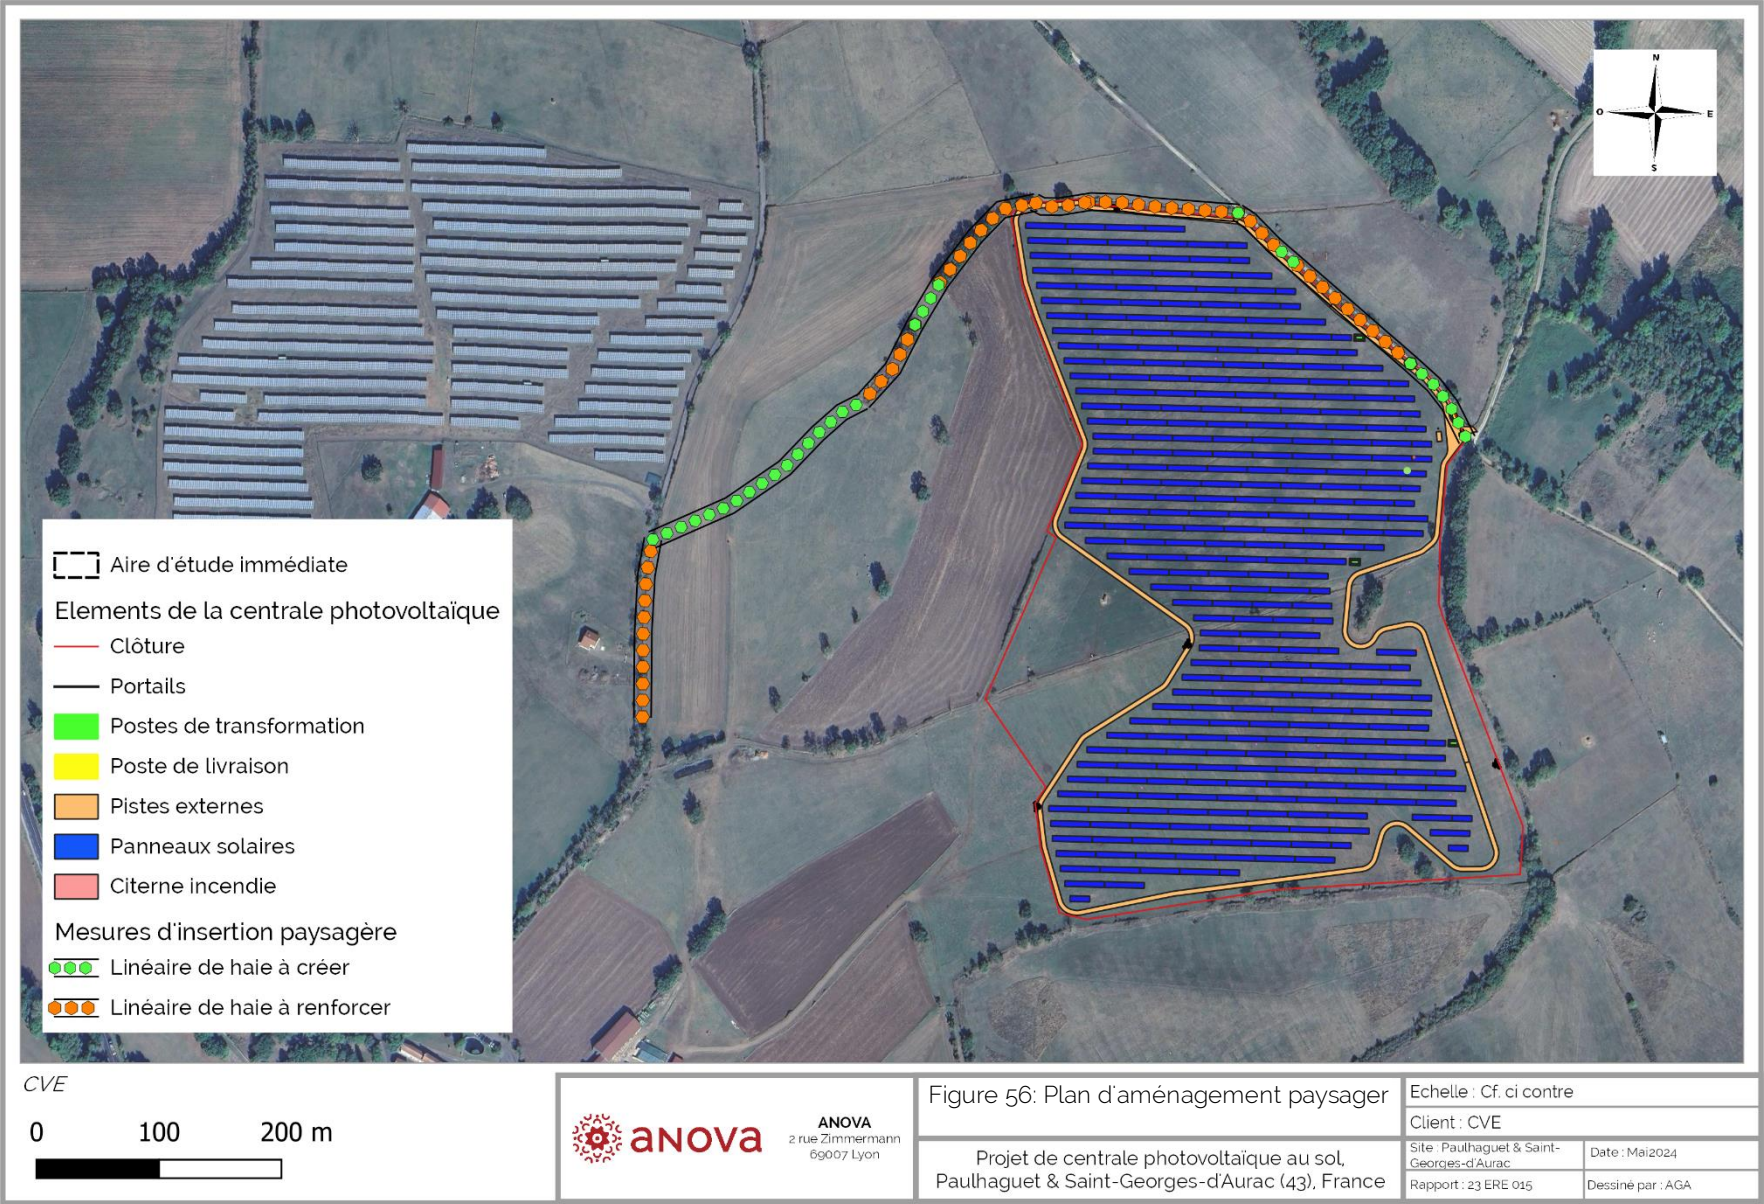 N
O
E
S
Aire d'étude immédiate
Elements de la centrale photovoltaïque
Clôture
Portails
Postes de transformation
Poste de livraison
Pistes externes
Panneaux solaires
Citerne incendie
Mesures d'insertion paysagère
Linéaire de haie à créer
Linéaire de haie à renforcer
CVE
0 100 200 m
ANOVA
ANOVA
2 rue Zimmermann
69007 Lyon
Figure 56: Plan d'aménagement paysager
Projet de centrale photovoltaïque au sol,
Paulhaguet & Saint-Georges-d'Aurac (43), France
Echelle : Cf. ci contre
Client : CVE
Site : Paulhaguet & Saint-
Georges-d'Aurac
Date : Mai2024
Rapport : 23 ERE 015
Dessiné par : AGA